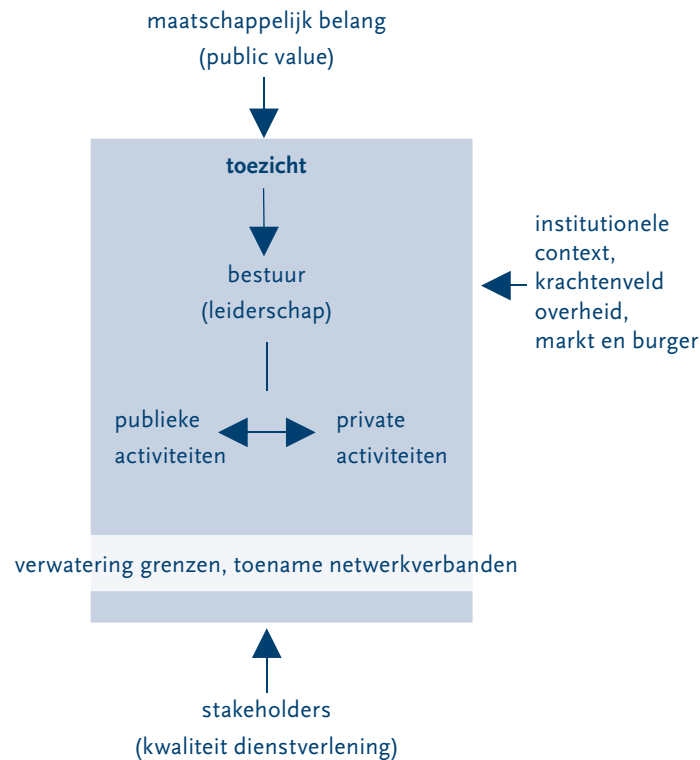 maatschappelijk belang
(public value)
toezicht
bestuur
(leiderschap)
institutionele
context,
krachtenveld
overheid,
markt en burger
publieke
activiteiten
private
activiteiten
verwatering grenzen, toename netwerkverbanden
stakeholders
(kwaliteit dienstverlening)